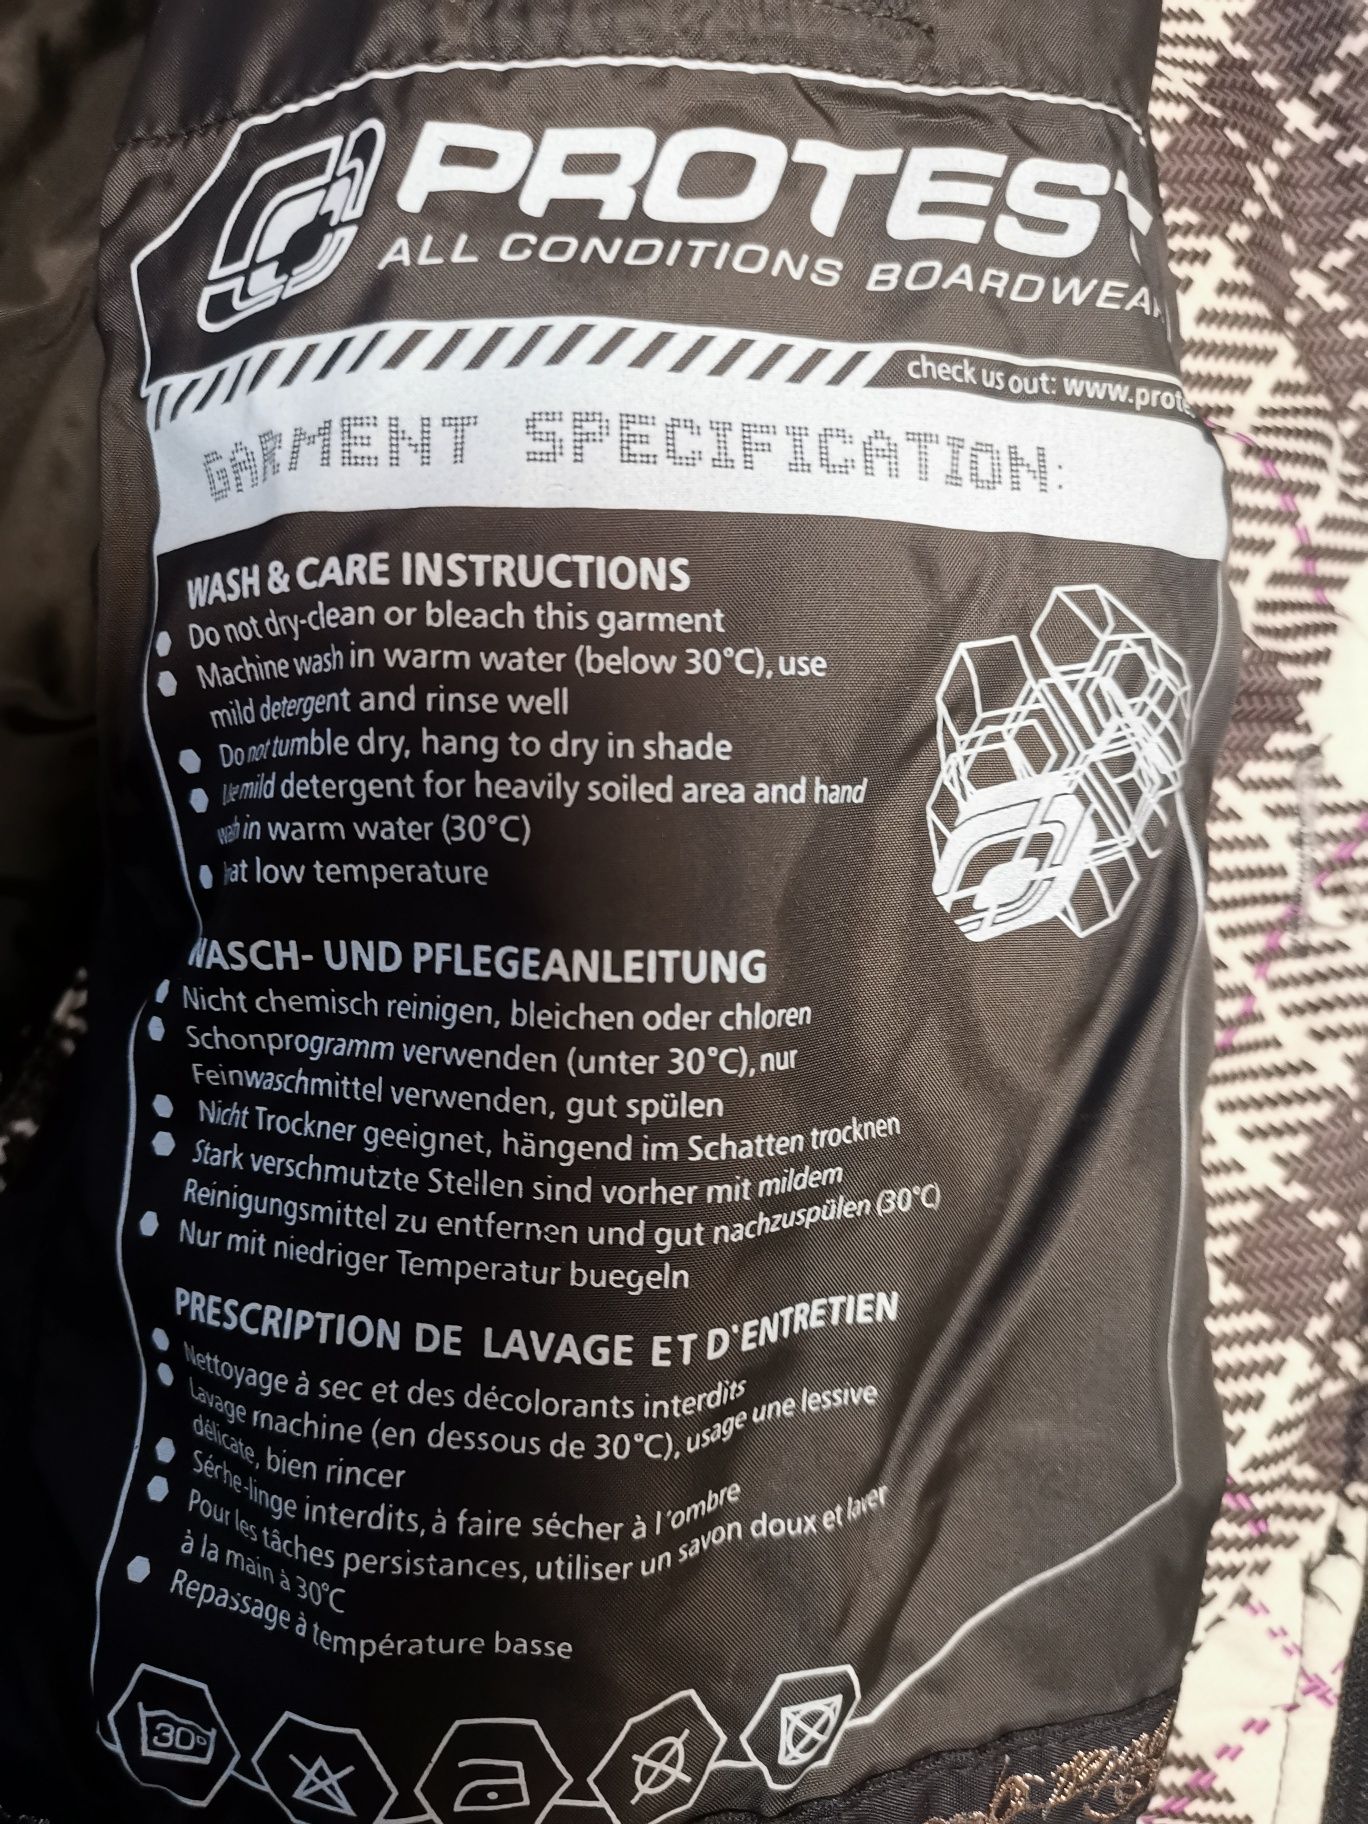 PROTEST
ALL CONDITIONS BOARDWEAR
check us out: www.prote
GARMENT SPECIFICATION:
WASH & CARE INSTRUCTIONS
Do not dry-clean or bleach this garment
Machine wash in warm water (below 30°C), use
mild detergent and rinse well
Do not tumble dry, hang to dry in shade
Use mild detergent for heavily soiled area and hand
wash in warm water (30°C)
at low temperature
WASCH- UND PFLEGEANLEITUNG
Nicht chemisch reinigen, bleichen oder chloren
Schonprogramm verwenden (unter 30°C), nur
Feinwaschmittel verwenden, gut spülen
Nicht Trockner geeignet, hängend im Schatten trocknen
Stark verschmutzte Stellen sind vorher mit mildem
Reinigungsmittel zu entfernen und gut nachzuspülen (30°C)
Nur mit niedriger Temperatur buegeln
PRESCRIPTION DE LAVAGE ET D'ENTRETIEN
Nettoyage à sec et des décolorants interdits
Lavage machine (en dessous de 30°C), usage une lessive
délicate, bien rincer
Séche-linge interdits, à faire sécher à l'ombre
Pour les tâches persistances, utiliser un savon doux et laver
à la main à 30°C
Repassage à température basse
30°